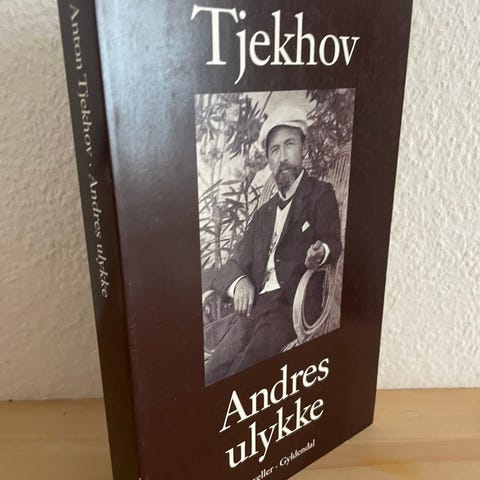 Anton Tjekhov · Andres ulykke
Tjekhov
Andres
ulykke
· Gyldendal